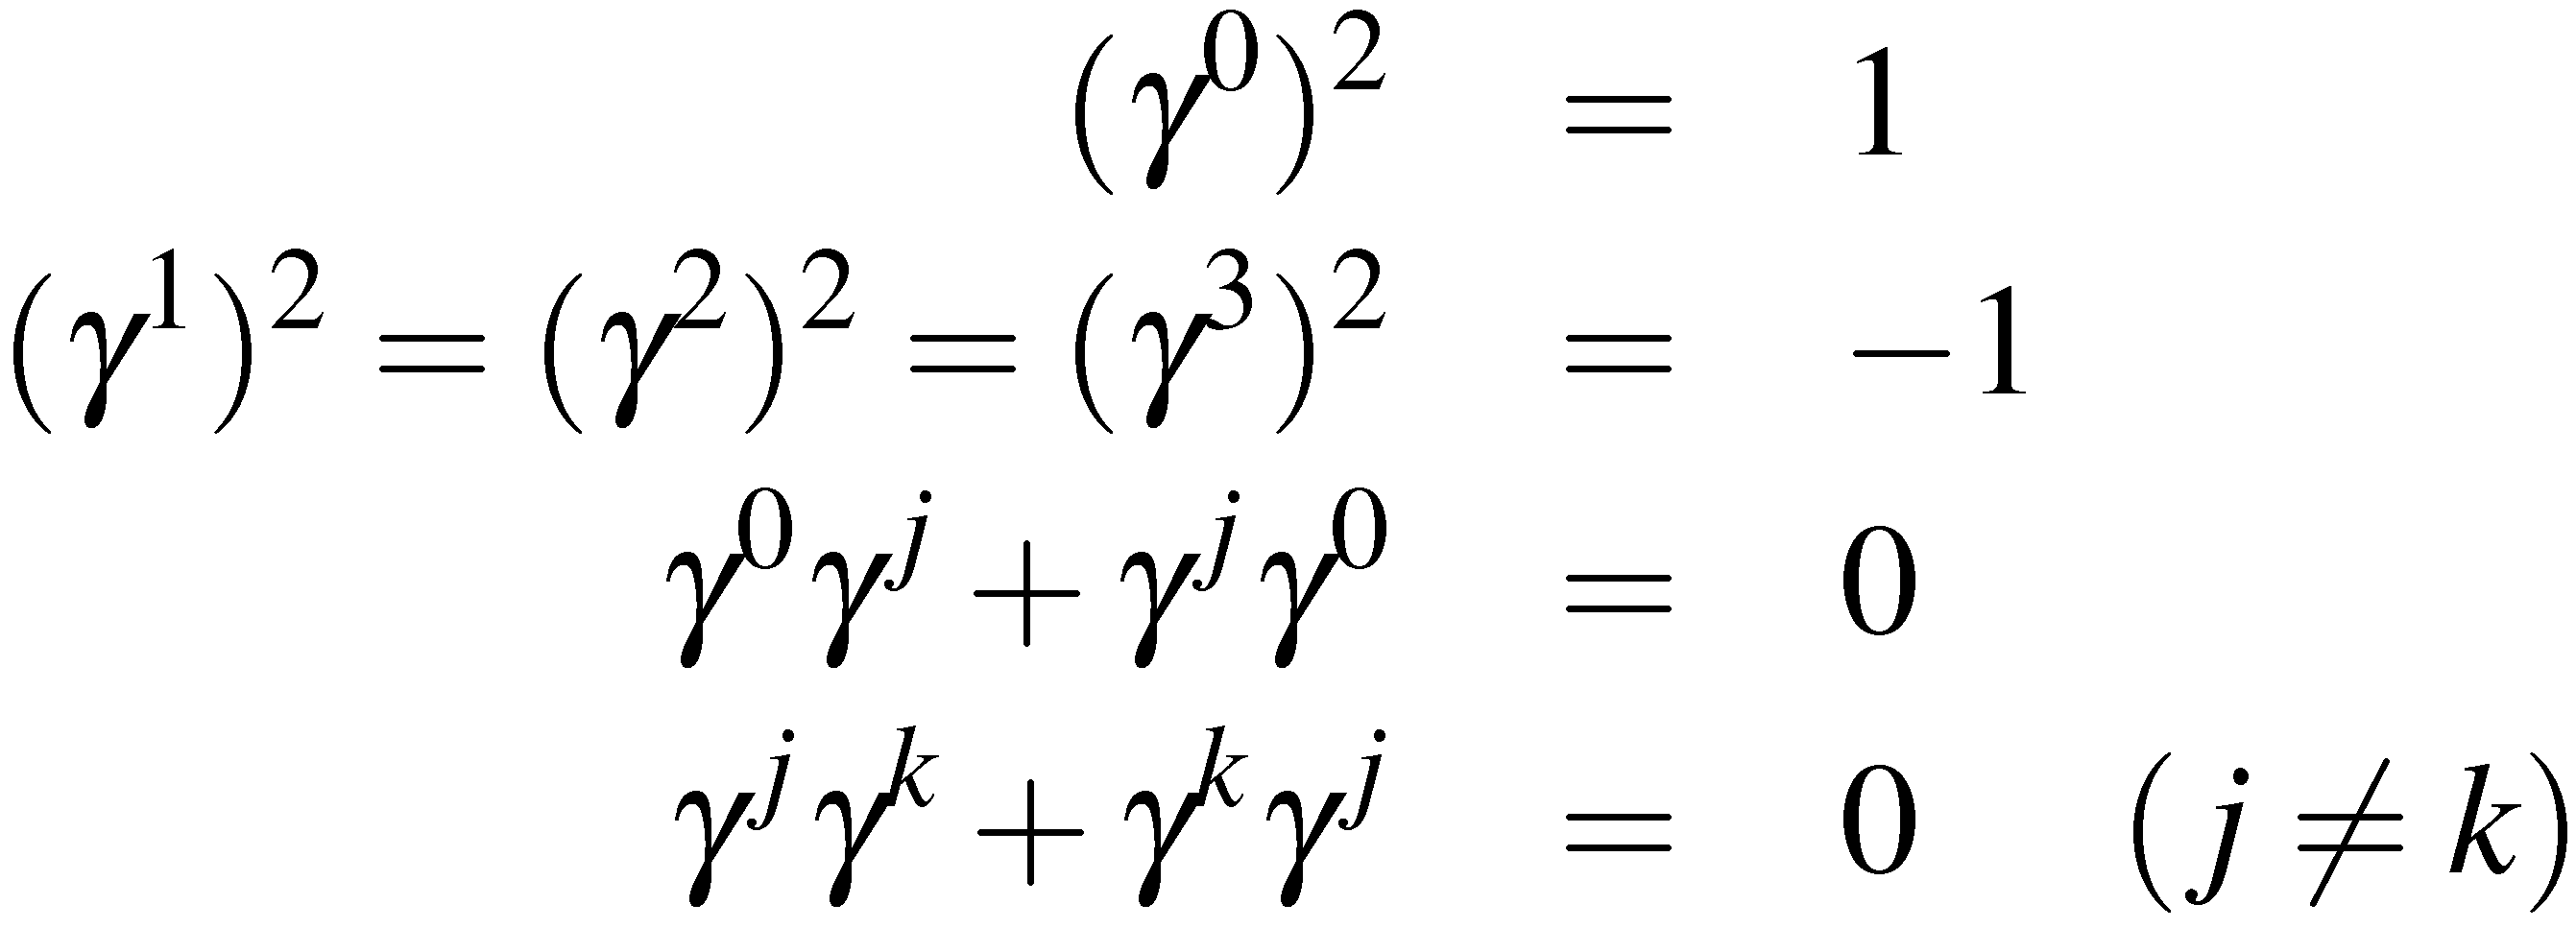 (γ⁰)² = 1
(γ¹)² = (γ²)² = (γ³)² = −1
γ⁰γʲ + γʲγ⁰ = 0
γʲγᵏ + γᵏγʲ = 0 (j ≠ k)